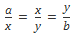 a/x = x/y = y/b